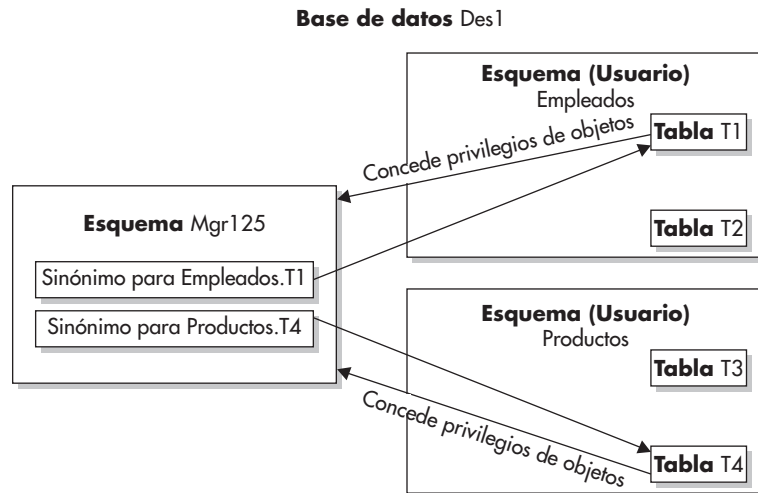 Base de datos Des1
Esquema (Usuario)
Empleados
Tabla T1
Concede privilegios de objetos
Tabla T2
Esquema Mgr125
Sinónimo para Empleados.T1
Sinónimo para Productos.T4
Esquema (Usuario)
Productos
Tabla T3
Concede privilegios de objetos
Tabla T4